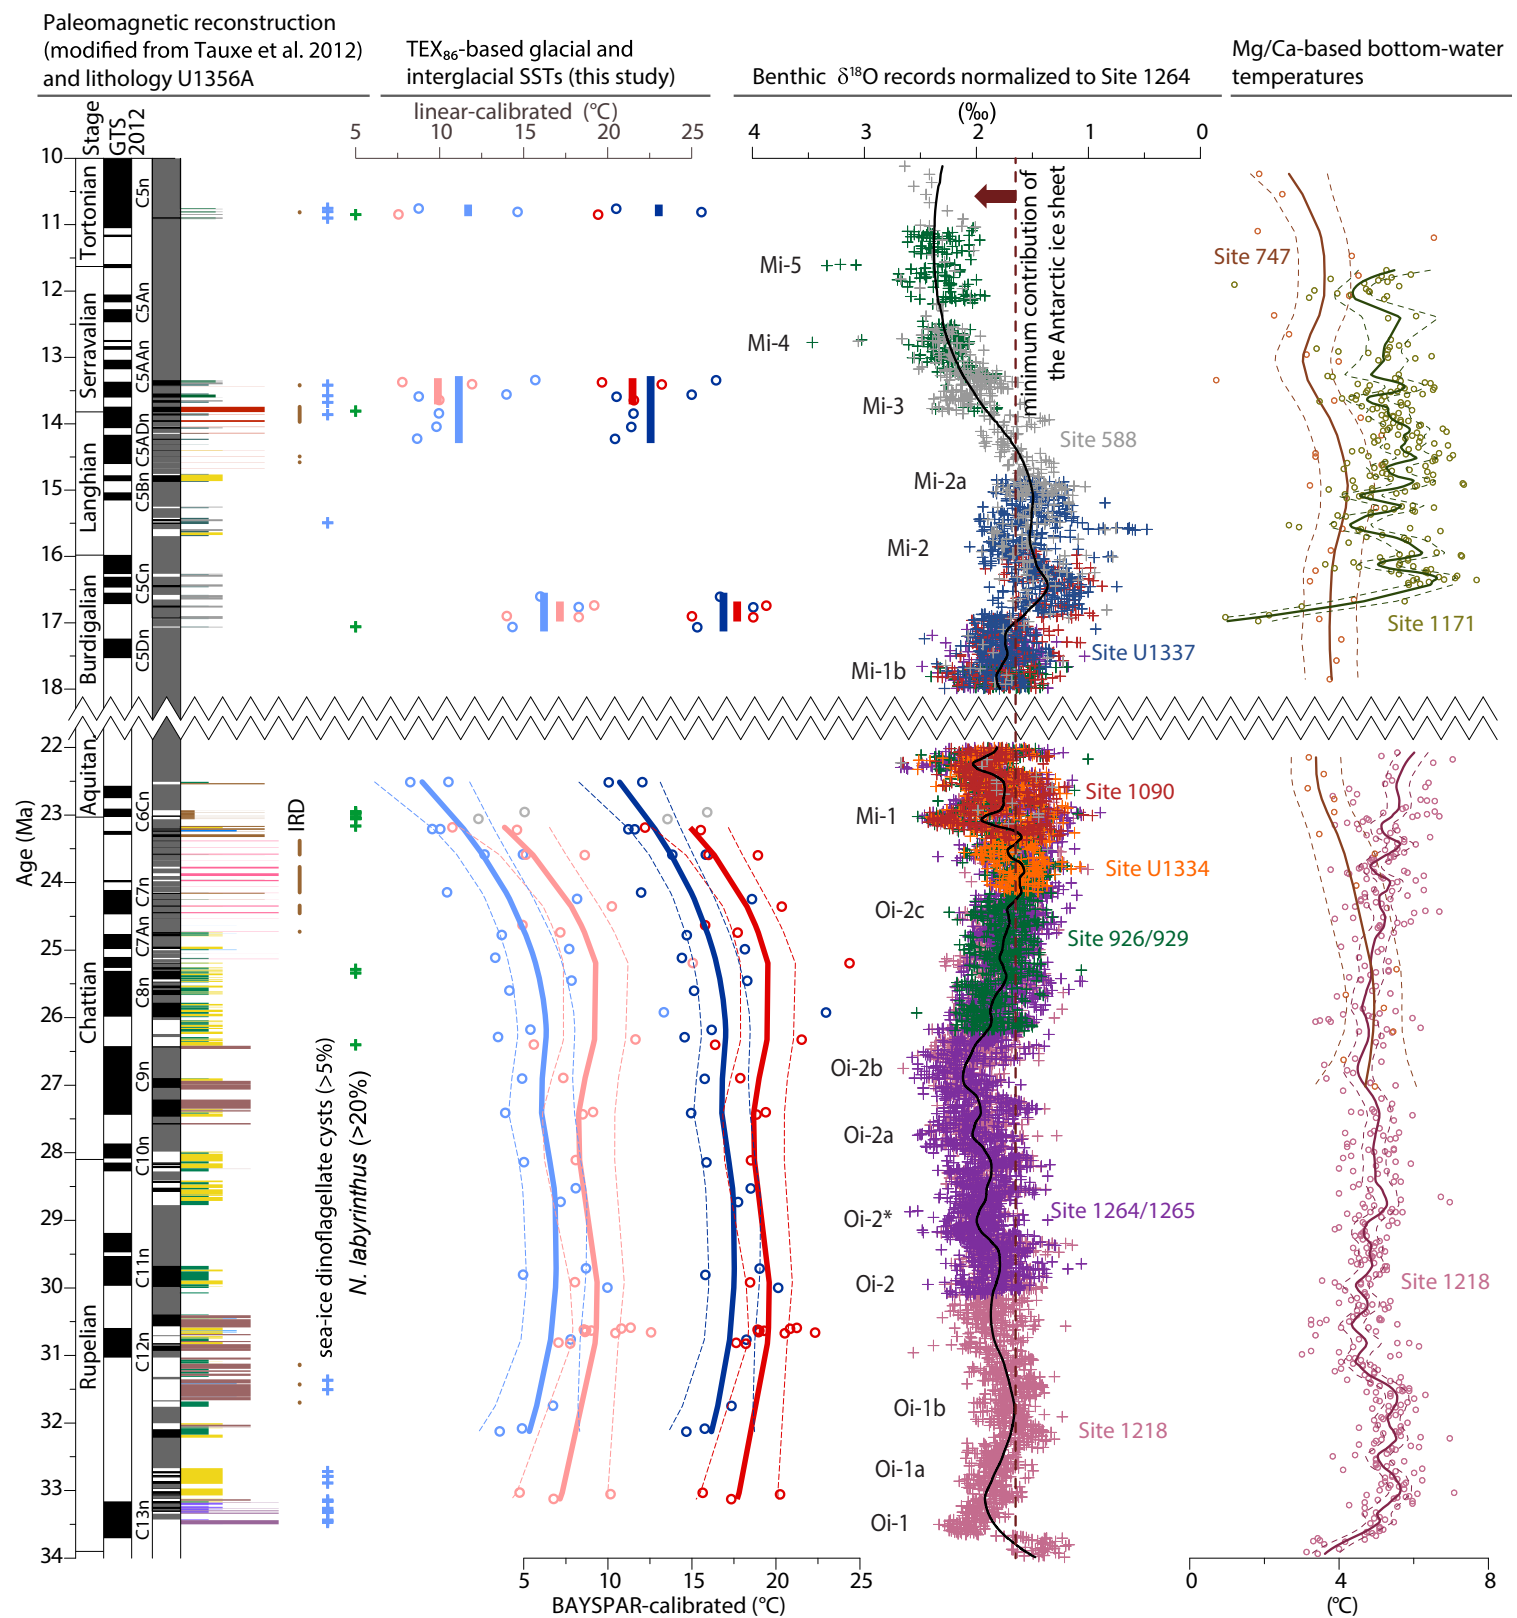 Paleomagnetic reconstruction
(modified from Tauxe et al. 2012)
and lithology U1356A
TEX86-based glacial and
interglacial SSTs (this study)
Benthic δ18O records normalized to Site 1264
Mg/Ca-based bottom-water
temperatures
linear-calibrated (°C)
(‰)
5 10 15 20 25
4 3 2 1 0
Stage
GTS
2012
Age (Ma)
10
11
12
13
14
15
16
17
18
22
23
24
25
26
27
28
29
30
31
32
33
34
Tortonian
Serravalian
Langhian
Burdigalian
Aquitan.
Chattian
Rupelian
C5n
C5An
C5AAn
C5ADn
C5Bn
C5Cn
C5Dn
C6Cn
C7n
C7An
C8n
C9n
C10n
C11n
C12n
C13n
IRD
sea-ice dinoflagellate cysts (>5%)
N. labyrinthus (>20%)
minimum contribution of
the Antarctic ice sheet
Mi-5
Mi-4
Mi-3
Mi-2a
Mi-2
Mi-1b
Mi-1
Oi-2c
Oi-2b
Oi-2a
Oi-2*
Oi-2
Oi-1b
Oi-1a
Oi-1
Site 588
Site U1337
Site 1090
Site U1334
Site 926/929
Site 1264/1265
Site 1218
Site 747
Site 1171
Site 1218
5 10 15 20 25
BAYSPAR-calibrated (°C)
0 4 8
(°C)